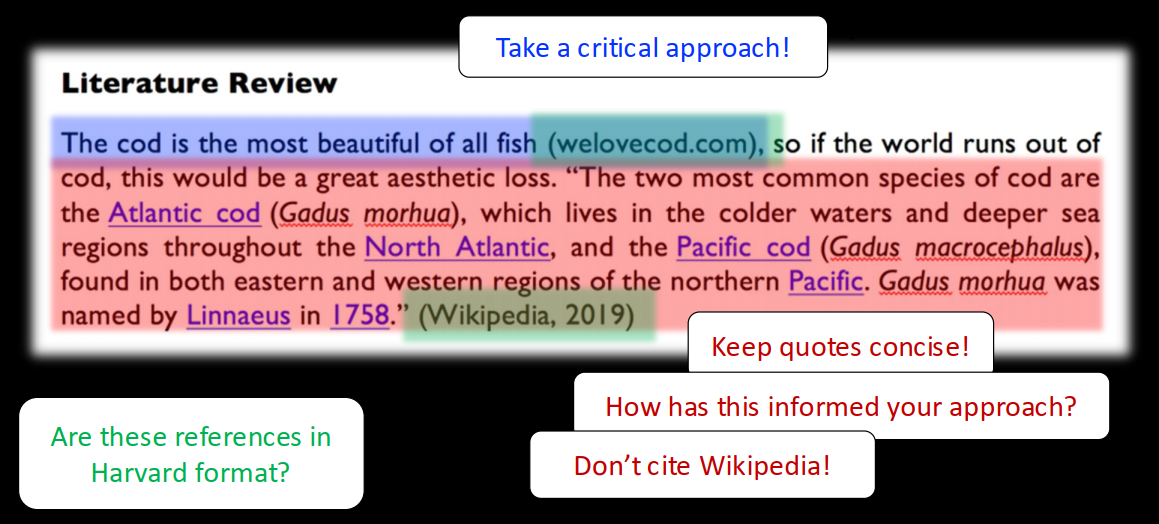 Take a critical approach!
Literature Review
The cod is the most beautiful of all fish (welovecod.com), so if the world runs out of
cod, this would be a great aesthetic loss. “The two most common species of cod are
the Atlantic cod (Gadus morhua), which lives in the colder waters and deeper sea
regions throughout the North Atlantic, and the Pacific cod (Gadus macrocephalus),
found in both eastern and western regions of the northern Pacific. Gadus morhua was
named by Linnaeus in 1758.” (Wikipedia, 2019)
Keep quotes concise!
How has this informed your approach?
Don’t cite Wikipedia!
Are these references in
Harvard format?